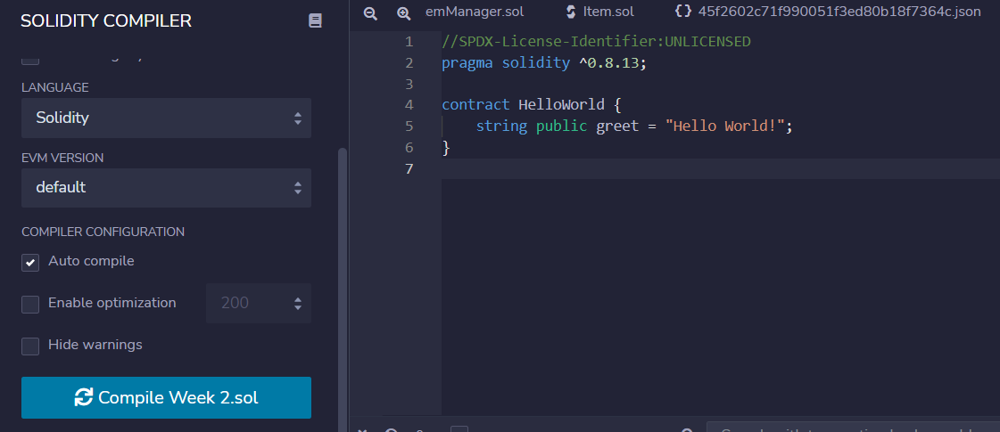 SOLIDITY COMPILER
LANGUAGE
Solidity
EVM VERSION
default
COMPILER CONFIGURATION
Auto compile
Enable optimization
200
Hide warnings
Compile Week 2.sol
emManager.sol
Item.sol
{} 45f2602c71f990051f3ed80b18f7364c.json
1 //SPDX-License-Identifier:UNLICENSED
2 pragma solidity ^0.8.13;
3
4 contract HelloWorld {
5 string public greet = "Hello World!";
6 }
7